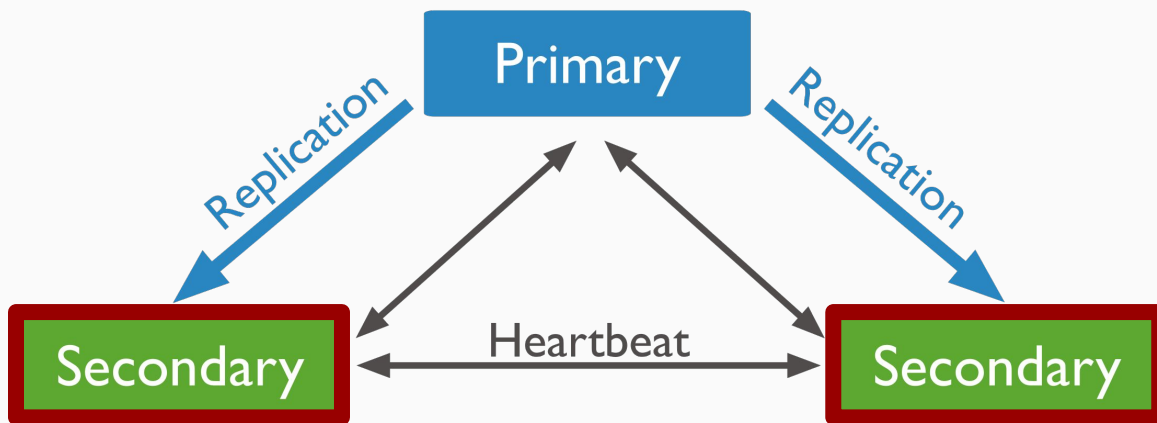 Primary
Replication
Replication
Heartbeat
Secondary
Secondary